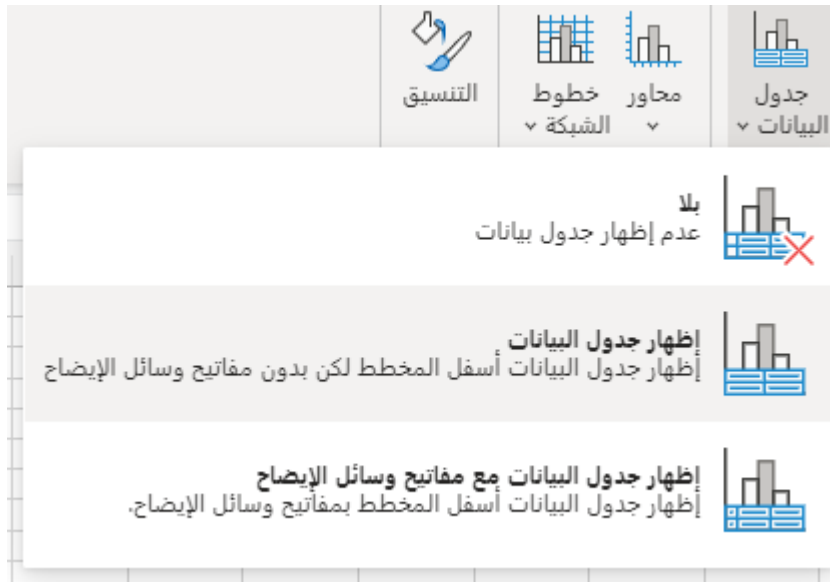 جدول البيانات
محاور
خطوط الشبكة
التنسيق
بلا
عدم إظهار جدول بيانات
إظهار جدول البيانات
إظهار جدول البيانات أسفل المخطط لكن بدون مفاتيح وسائل الإيضاح
إظهار جدول البيانات مع مفاتيح وسائل الإيضاح
إظهار جدول البيانات أسفل المخطط بمفاتيح وسائل الإيضاح.